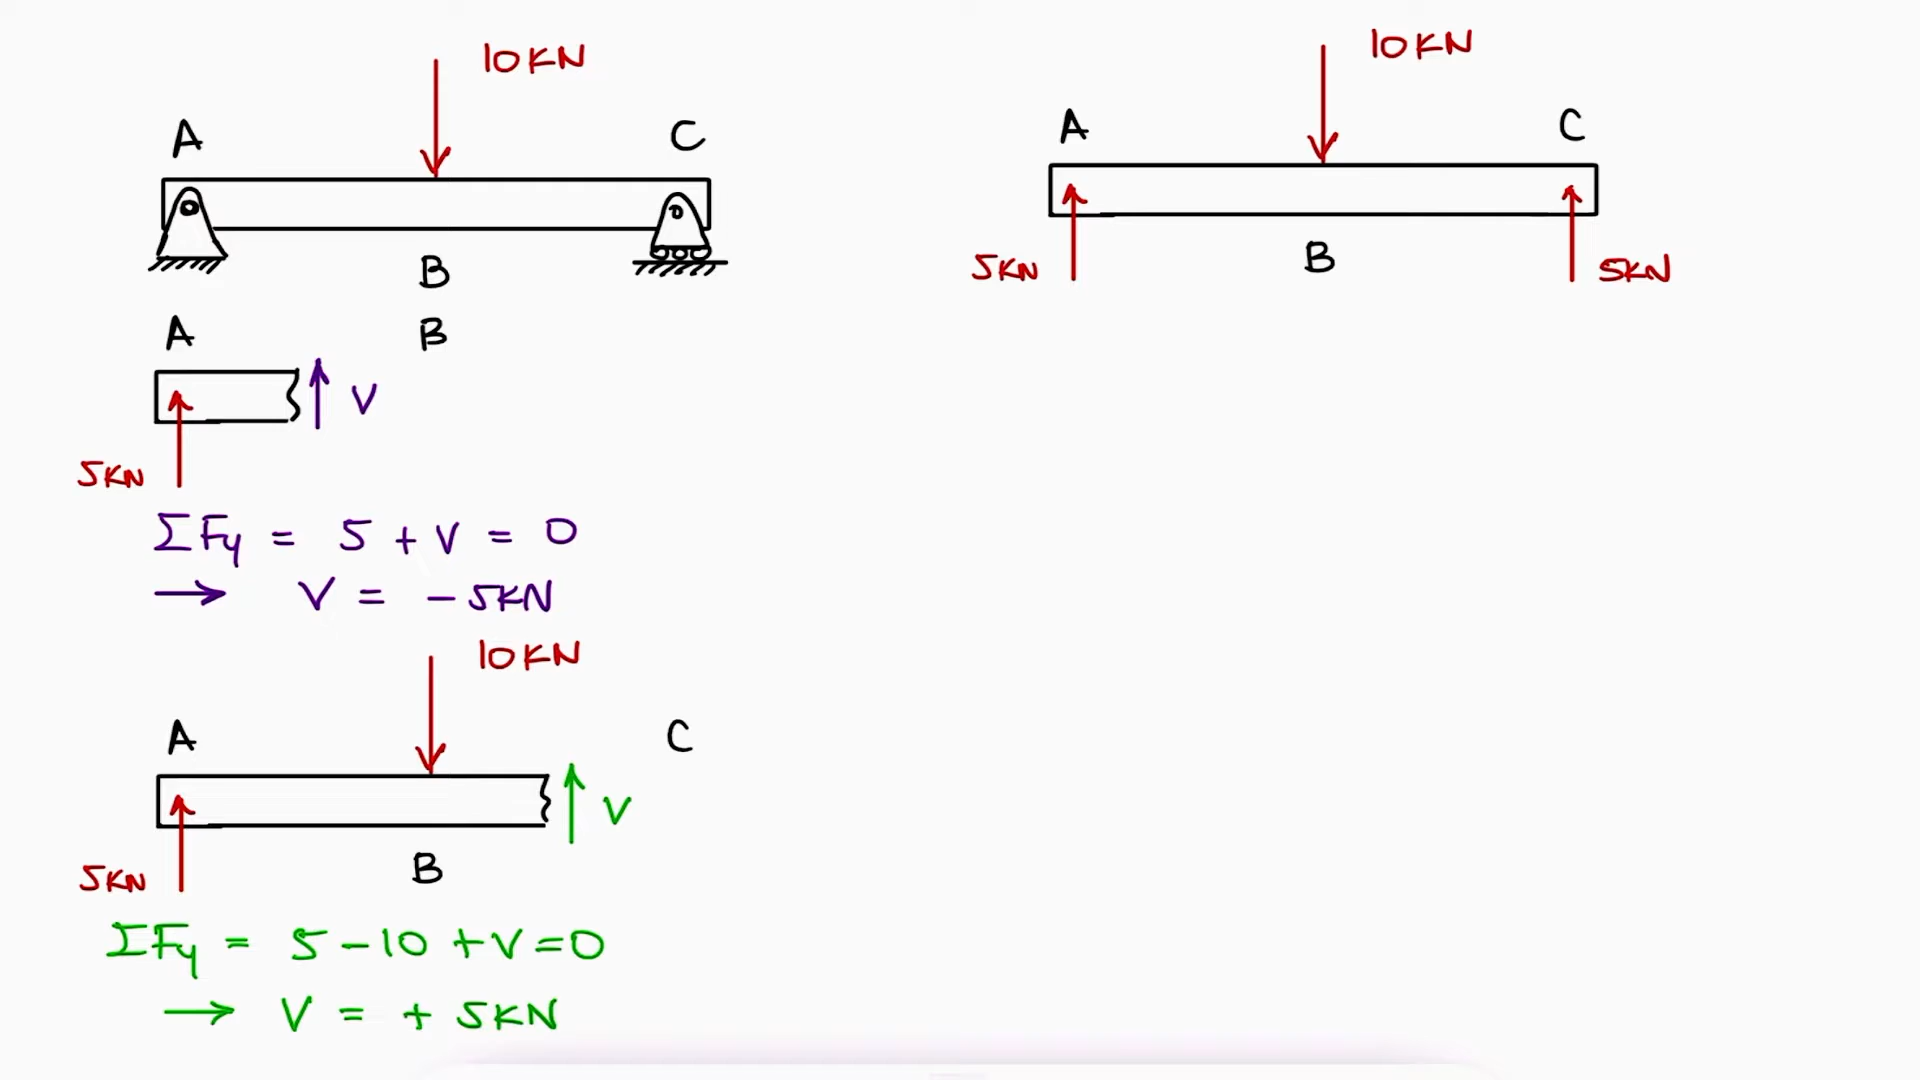 10KN
A
C
B
10KN
A
C
5KN
B
5KN
A
B
V
5KN
ΣFy = 5 + V = 0
→ V = - 5KN
10KN
A
C
V
B
5KN
ΣFy = 5 - 10 + V = 0
→ V = + 5KN